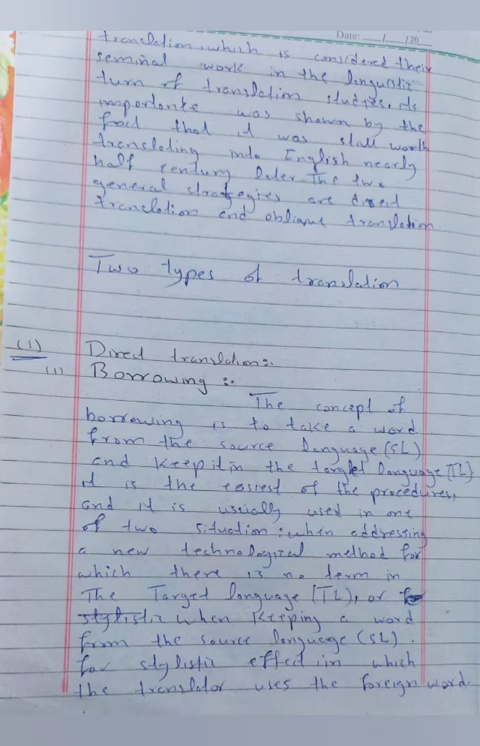 Date: __/__/20
translation, which is considered their
seminal work in the linguistic
turn of translation studies, its
importance was shown by the
fact that it was still worth
translating into English nearly
half century later. The two
general strategies are direct
translation and oblique translation
Two types of translation
(1) Direct translation:.
(1) Borrowing :.
The concept of
borrowing is to take a word
from the source language (SL)
and keep it in the target language (TL)
it is the easiest of the procedures,
and it is usually used in one
of two situation: when addressing
a new technological method for
which there is no term in
The Target language (TL), or
stylistic when keeping a word
from the source language (SL).
for stylistic effect in which
the translator uses the foreign word.